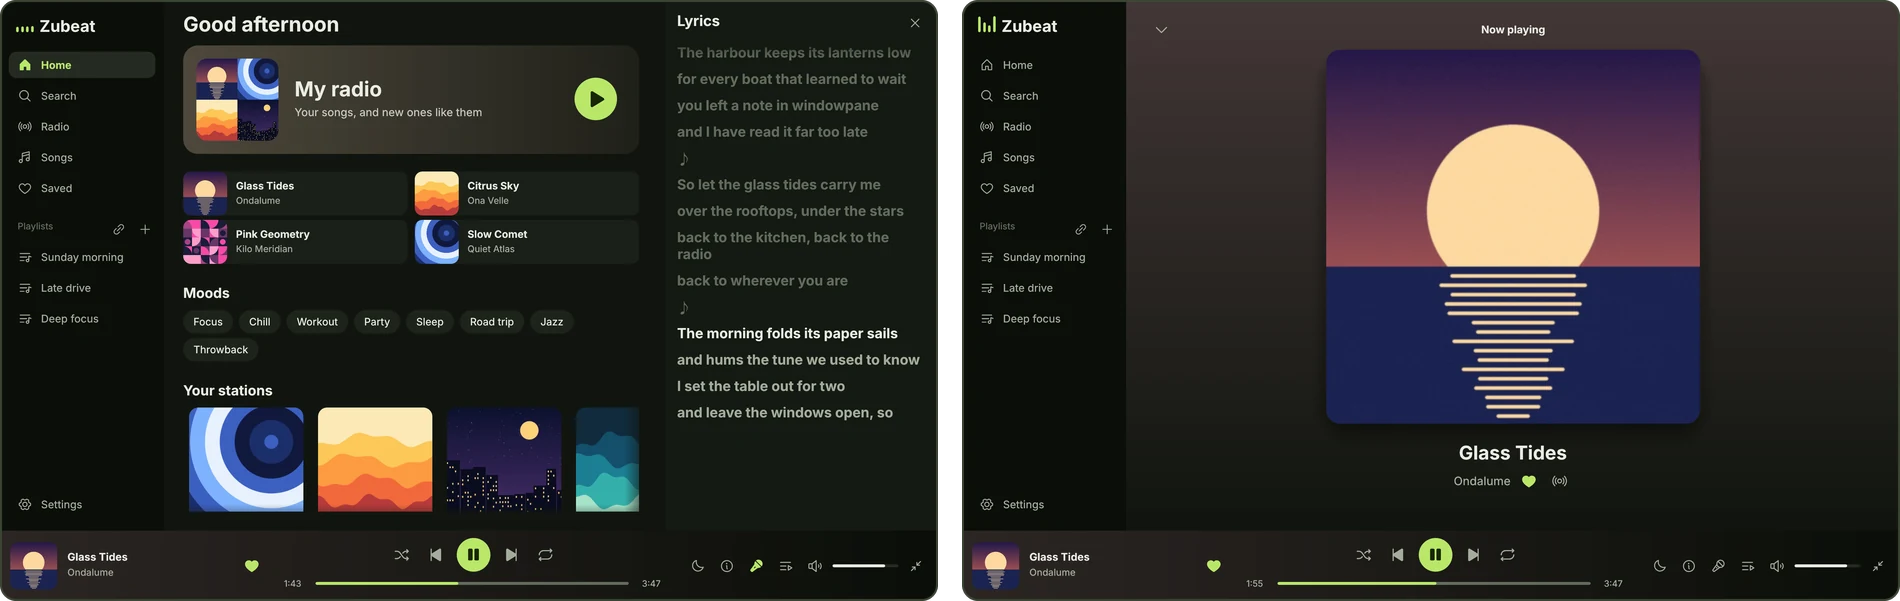 Zubeat
Home
Search
Radio
Songs
Saved
Playlists
Sunday morning
Late drive
Deep focus
Settings
Good afternoon
My radio
Your songs, and new ones like them
Glass Tides
Ondalume
Citrus Sky
Ona Velle
Pink Geometry
Kilo Meridian
Slow Comet
Quiet Atlas
Moods
Focus
Chill
Workout
Party
Sleep
Road trip
Jazz
Throwback
Your stations
Lyrics
The harbour keeps its lanterns low
for every boat that learned to wait
you left a note in windowpane
and I have read it far too late
♪
So let the glass tides carry me
over the rooftops, under the stars
back to the kitchen, back to the
radio
back to wherever you are
♪
The morning folds its paper sails
and hums the tune we used to know
I set the table out for two
and leave the windows open, so
Glass Tides
Ondalume
1:43
3:47
Zubeat
Home
Search
Radio
Songs
Saved
Playlists
Sunday morning
Late drive
Deep focus
Settings
Now playing
Glass Tides
Ondalume
Glass Tides
Ondalume
1:55
3:47